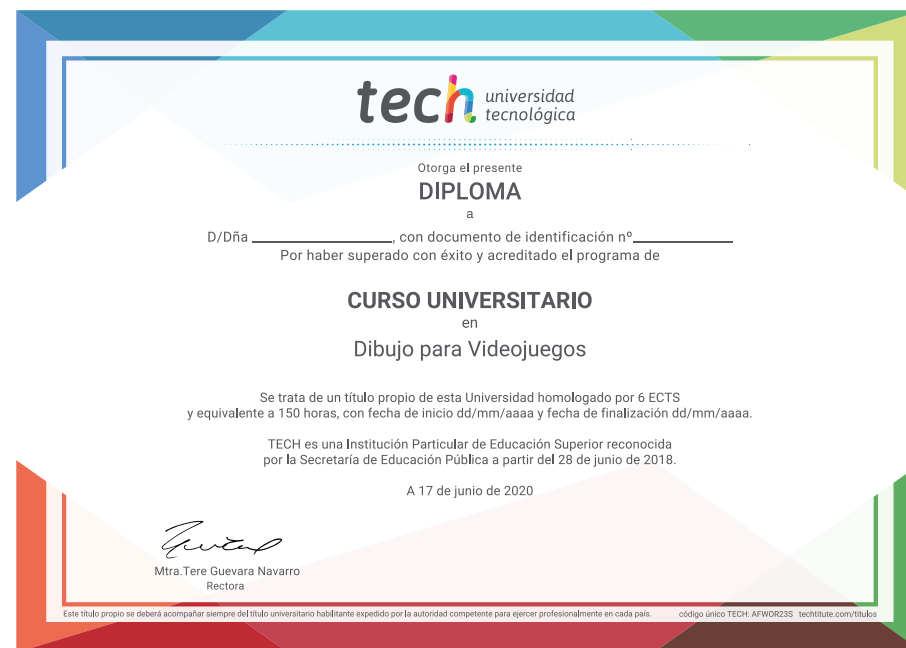 tech universidad
tecnológica
Otorga el presente
DIPLOMA
a
D/Dña ____________________, con documento de identificación nº______________
Por haber superado con éxito y acreditado el programa de
CURSO UNIVERSITARIO
en
Dibujo para Videojuegos
Se trata de un título propio de esta Universidad homologado por 6 ECTS
y equivalente a 150 horas, con fecha de inicio dd/mm/aaaa y fecha de finalización dd/mm/aaaa.
TECH es una Institución Particular de Educación Superior reconocida
por la Secretaría de Educación Pública a partir del 28 de junio de 2018.
A 17 de junio de 2020
Mtra.Tere Guevara Navarro
Rectora
Este título propio se deberá acompañar siempre del título universitario habilitante expedido por la autoridad competente para ejercer profesionalmente en cada país. código único TECH: AFWOR23S techtitute.com/titulos